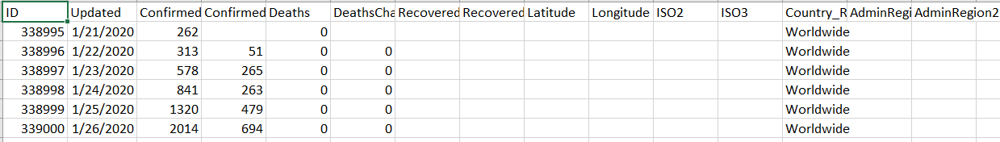 ID Updated Confirmed Confirmed Deaths DeathsCha Recovered Recovered Latitude Longitude ISO2 ISO3 Country_R AdminRegi AdminRegion2
338995 1/21/2020 262 0 Worldwide
338996 1/22/2020 313 51 0 0 Worldwide
338997 1/23/2020 578 265 0 0 Worldwide
338998 1/24/2020 841 263 0 0 Worldwide
338999 1/25/2020 1320 479 0 0 Worldwide
339000 1/26/2020 2014 694 0 0 Worldwide